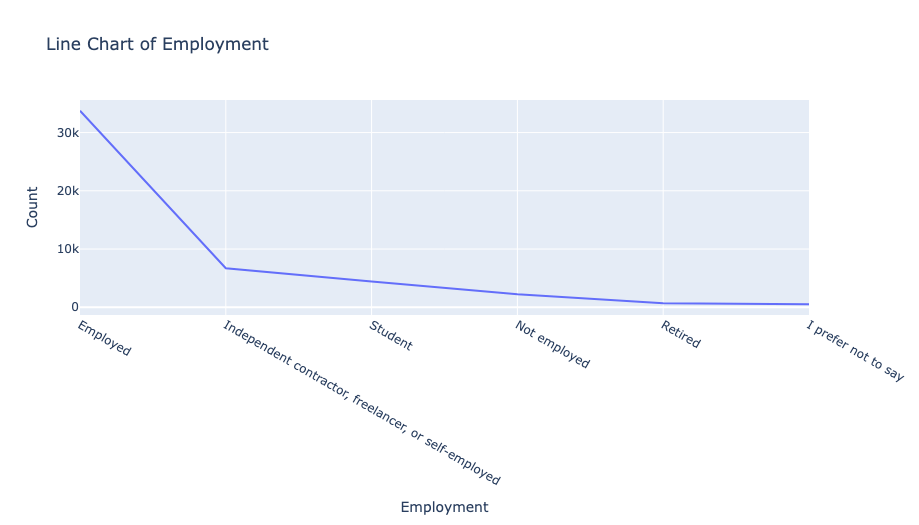 Line Chart of Employment
30k
20k
10k
0
Count
Employed
Independent contractor, freelancer, or self-employed
Student
Not employed
Retired
I prefer not to say
Employment